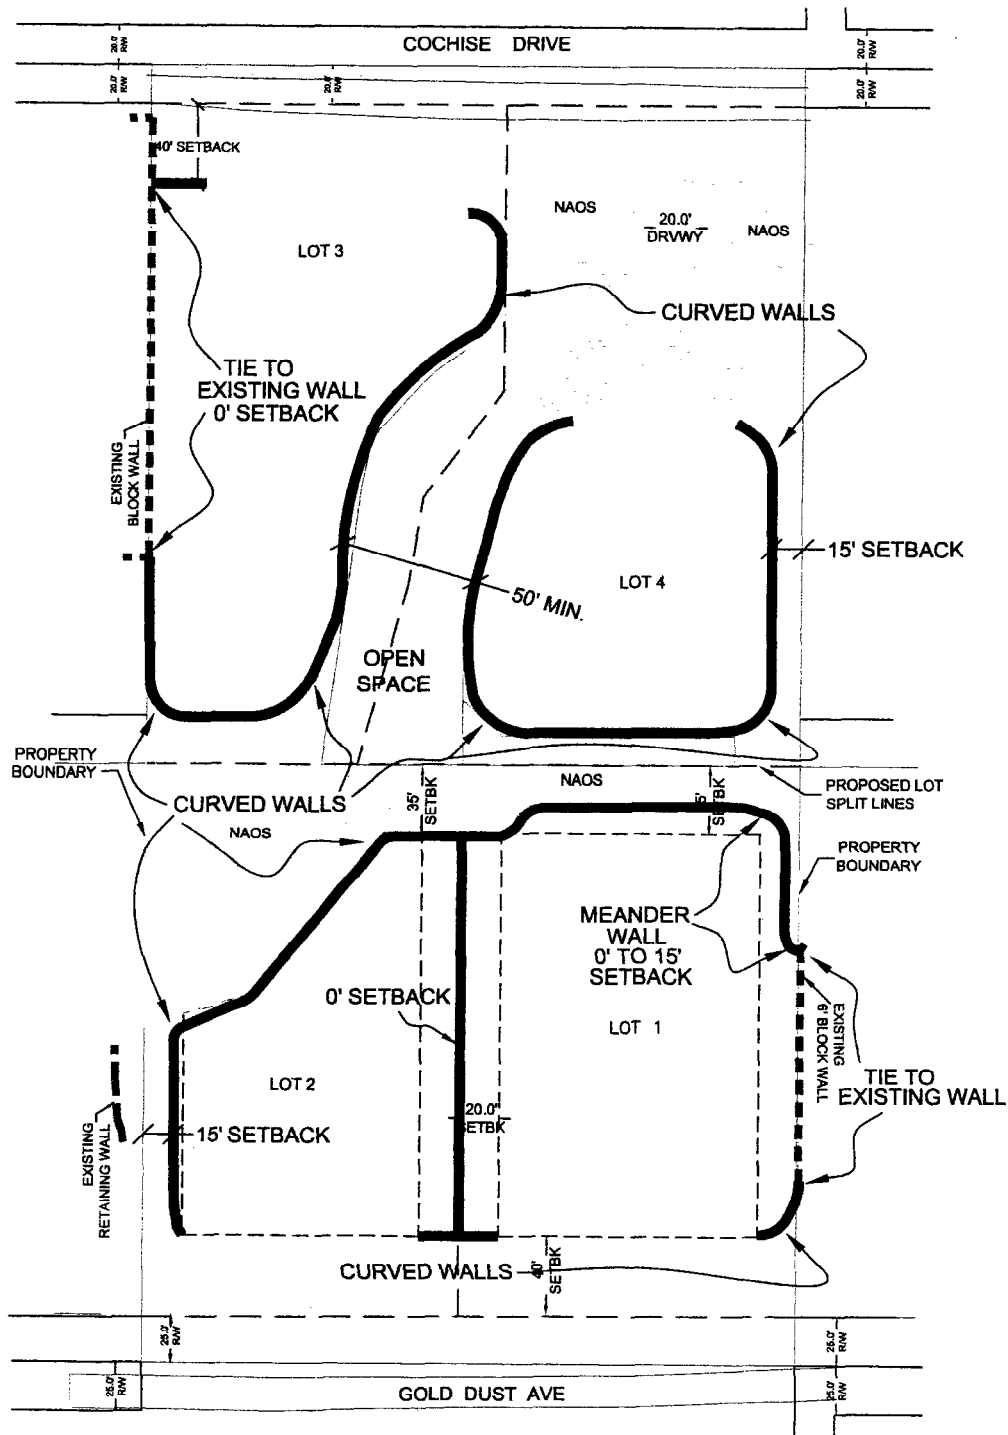 COCHISE DRIVE
20.0'
R/W
20.0'
R/W
20.0'
R/W
20.0'
R/W
20.0'
R/W
40' SETBACK
NAOS
20.0'
DRVWY
NAOS
LOT 3
CURVED WALLS
TIE TO
EXISTING WALL
0' SETBACK
EXISTING
BLOCK WALL
15' SETBACK
LOT 4
50' MIN.
OPEN
SPACE
PROPERTY
BOUNDARY
NAOS
PROPOSED LOT
SPLIT LINES
CURVED WALLS
35'
SETBK
5'
SETBK
NAOS
PROPERTY
BOUNDARY
MEANDER
WALL
0' TO 15'
SETBACK
0' SETBACK
EXISTING
6' BLOCK WALL
LOT 1
LOT 2
TIE TO
EXISTING WALL
20.0'
SETBK
15' SETBACK
EXISTING
RETAINING WALL
CURVED WALLS
40'
SETBK
25.0'
R/W
25.0'
R/W
25.0'
R/W
25.0'
R/W
GOLD DUST AVE